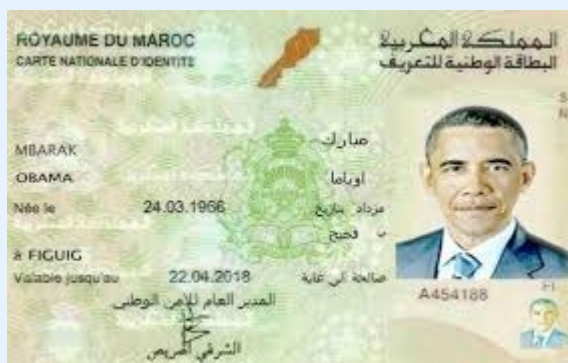 ROYAUME DU MAROC
المملكة المغربية
CARTE NATIONALE D'IDENTITE
البطاقة الوطنية للتعريف
مبارك
MBARAK
OBAMA
اوباما
Née le 24.03.1966 مزداد بتاريخ
ب فجيج
à FIGUIG
Valable jusqu'au 22.04.2018 صالحة الى غاية
A454188
المدير العام للامن الوطني
الشرقي اضريص